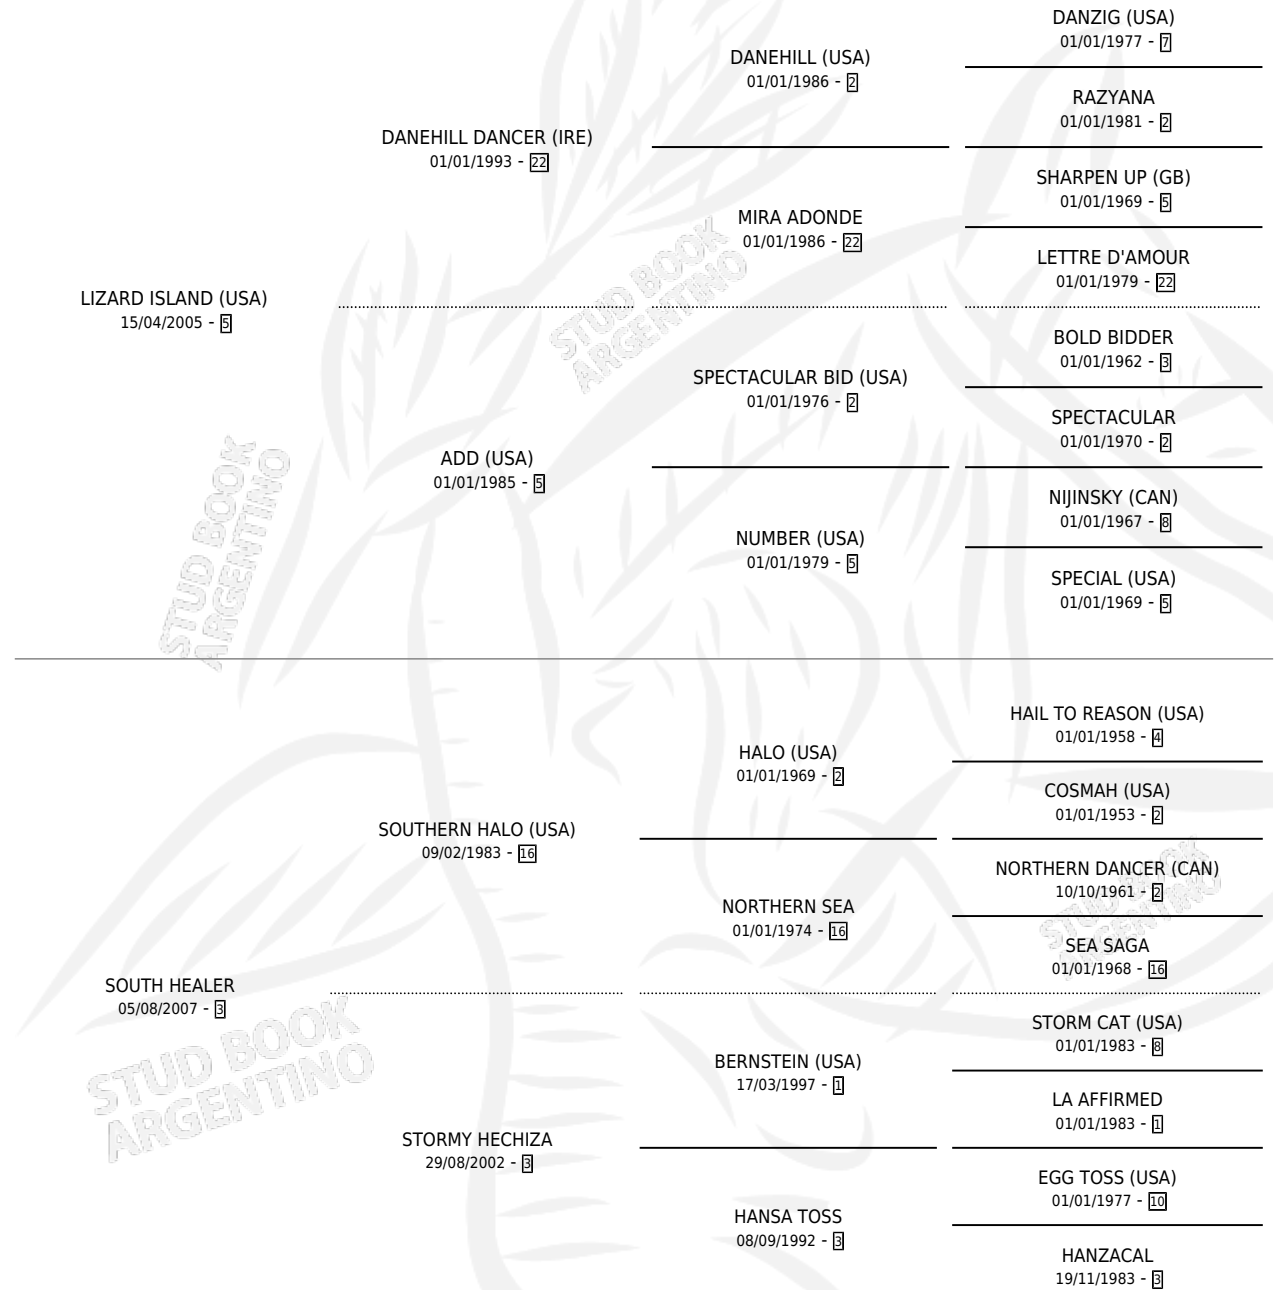 DANZIG (USA)
01/01/1977 - 7
DANEHILL (USA)
01/01/1986 - 2
RAZYANA
01/01/1981 - 2
DANEHILL DANCER (IRE)
01/01/1993 - 22
SHARPEN UP (GB)
01/01/1969 - 5
MIRA ADONDE
01/01/1986 - 22
LETTRE D'AMOUR
01/01/1979 - 22
LIZARD ISLAND (USA)
15/04/2005 - 5
BOLD BIDDER
01/01/1962 - 3
SPECTACULAR BID (USA)
01/01/1976 - 2
SPECTACULAR
01/01/1970 - 2
ADD (USA)
01/01/1985 - 5
NIJINSKY (CAN)
01/01/1967 - 8
NUMBER (USA)
01/01/1979 - 5
SPECIAL (USA)
01/01/1969 - 5
HAIL TO REASON (USA)
01/01/1958 - 4
HALO (USA)
01/01/1969 - 2
COSMAH (USA)
01/01/1953 - 2
SOUTHERN HALO (USA)
09/02/1983 - 16
NORTHERN DANCER (CAN)
10/10/1961 - 2
NORTHERN SEA
01/01/1974 - 16
SEA SAGA
01/01/1968 - 16
SOUTH HEALER
05/08/2007 - 3
STORM CAT (USA)
01/01/1983 - 8
BERNSTEIN (USA)
17/03/1997 - 1
LA AFFIRMED
01/01/1983 - 1
STORMY HECHIZA
29/08/2002 - 3
EGG TOSS (USA)
01/01/1977 - 10
HANSA TOSS
08/09/1992 - 3
HANZACAL
19/11/1983 - 3
STUD BOOK
ARGENTINO
STUD BOOK
ARGENTINO
STUD BOOK
ARGENTINO
STUD BOOK
ARGENTINO